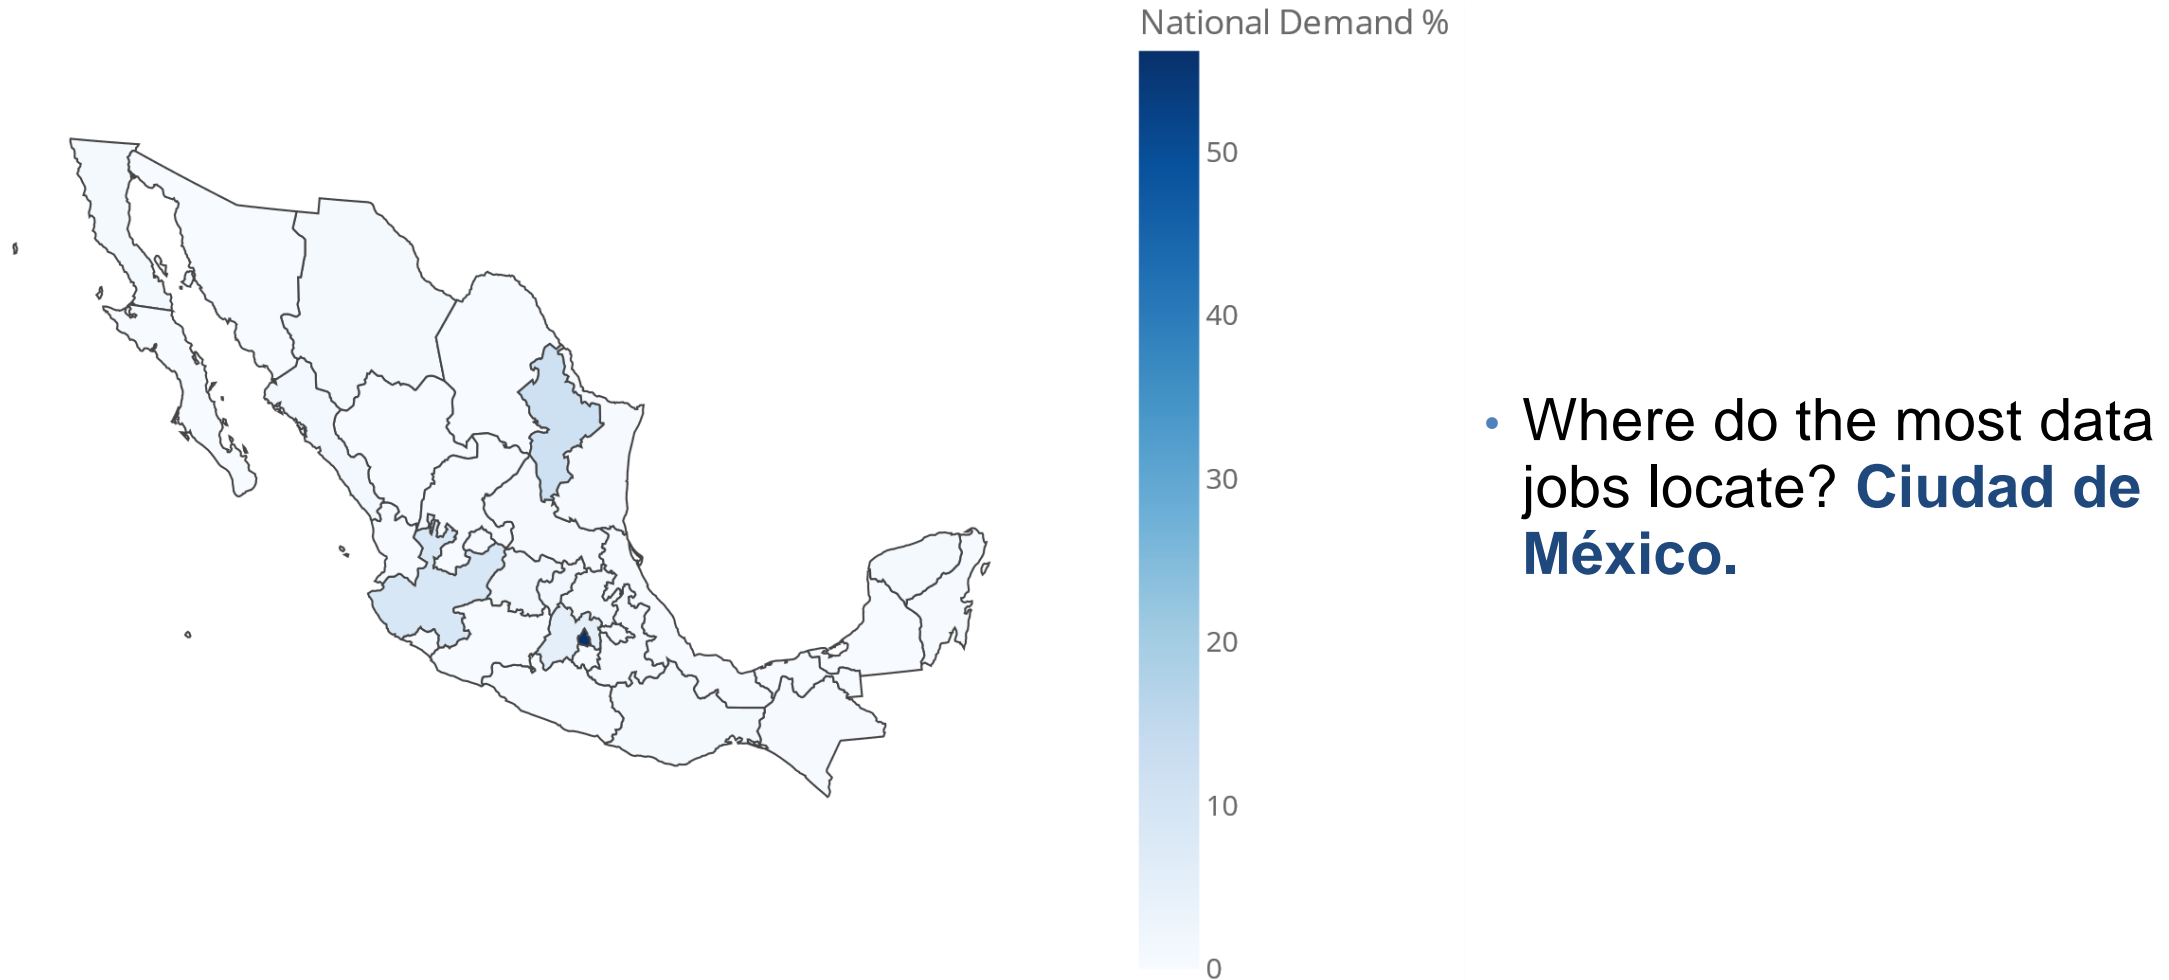 National Demand %
50
40
30
20
10
0
• Where do the most data
jobs locate? Ciudad de
México.